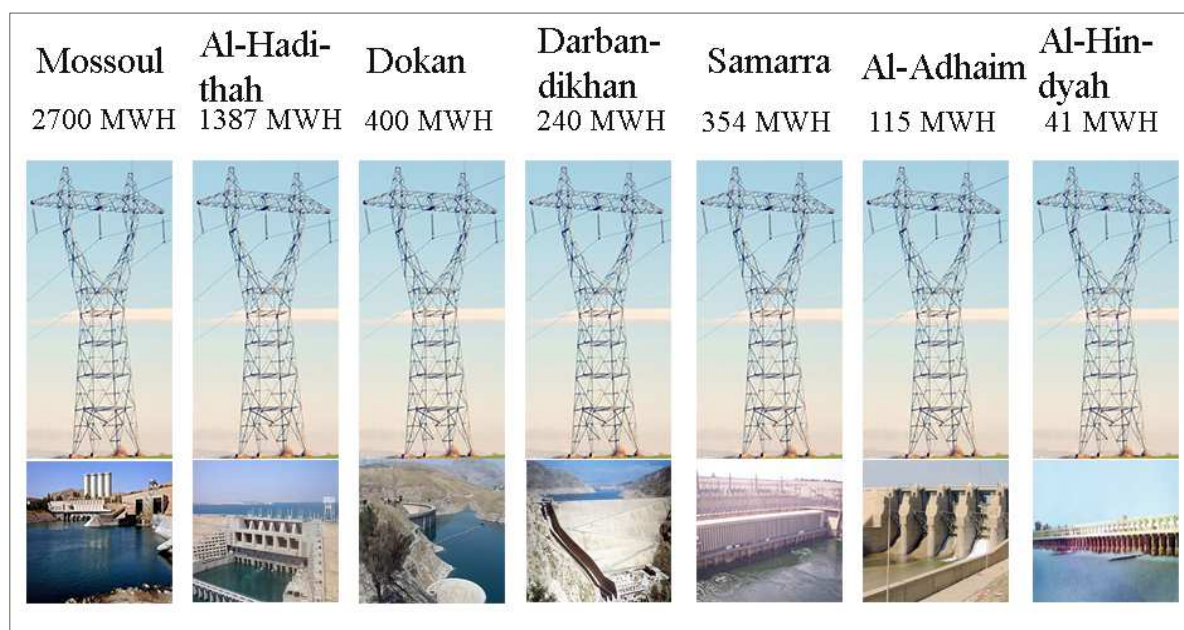 Mossoul
2700 MWH
Al-Hadi-
thah
1387 MWH
Dokan
400 MWH
Darban-
dikhan
240 MWH
Samarra
354 MWH
Al-Adhaim
115 MWH
Al-Hin-
dyah
41 MWH